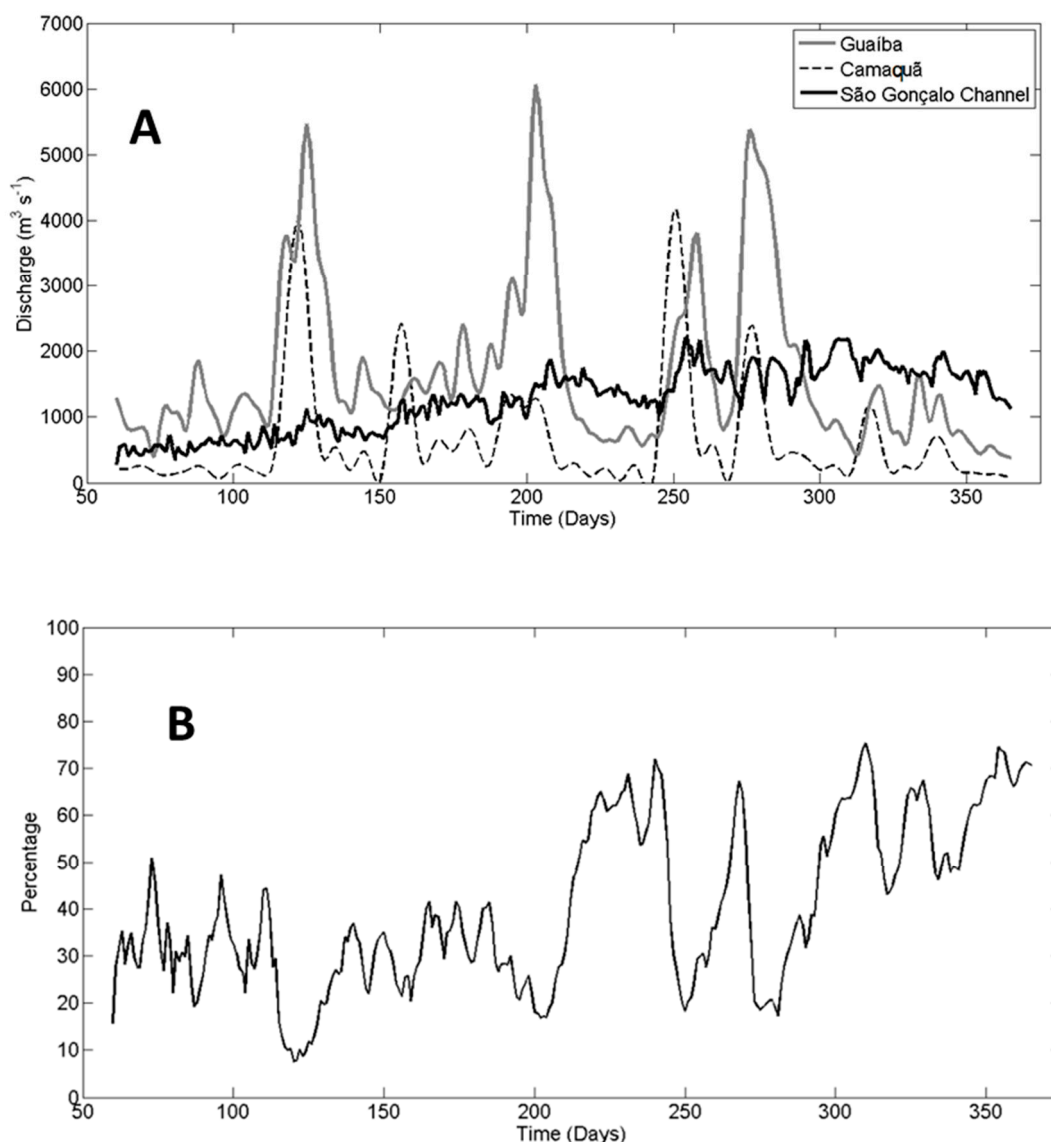 7000
6000
5000
4000
3000
2000
1000
0
Discharge (m³ s⁻¹)
A
Guaíba
Camaquã
São Gonçalo Channel
50 100 150 200 250 300 350
Time (Days)
100
90
80
70
60
50
40
30
20
10
0
Percentage
B
50 100 150 200 250 300 350
Time (Days)